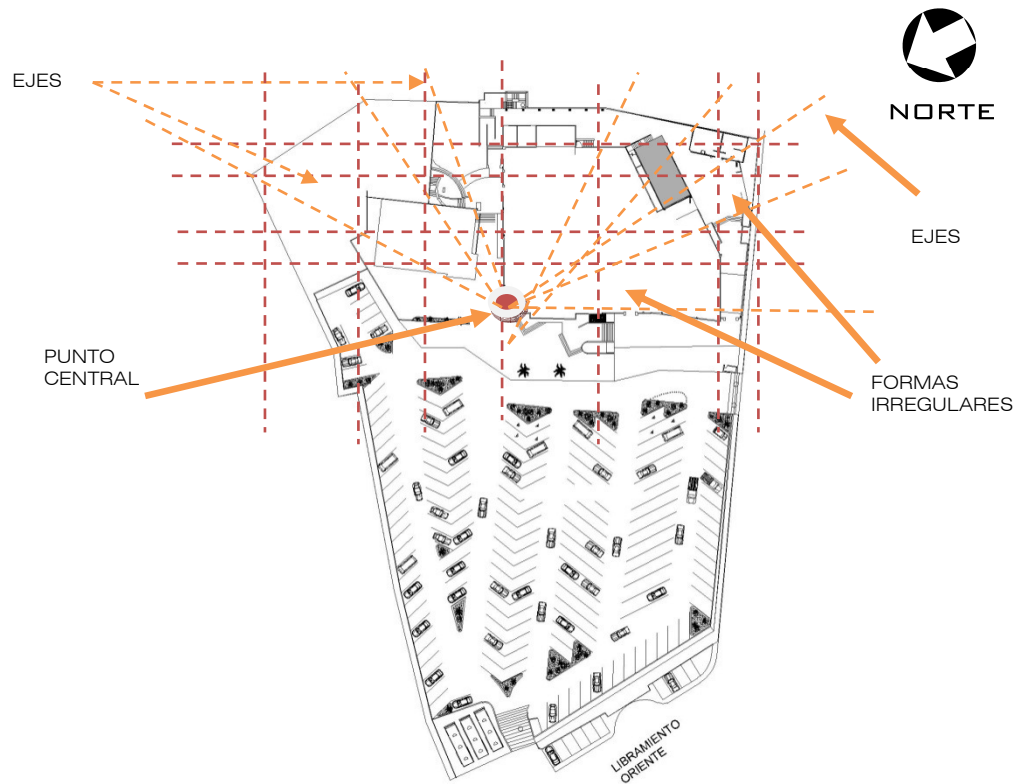 EJES
NORTE
EJES
PUNTO
CENTRAL
FORMAS
IRREGULARES
LIBRAMIENTO
ORIENTE